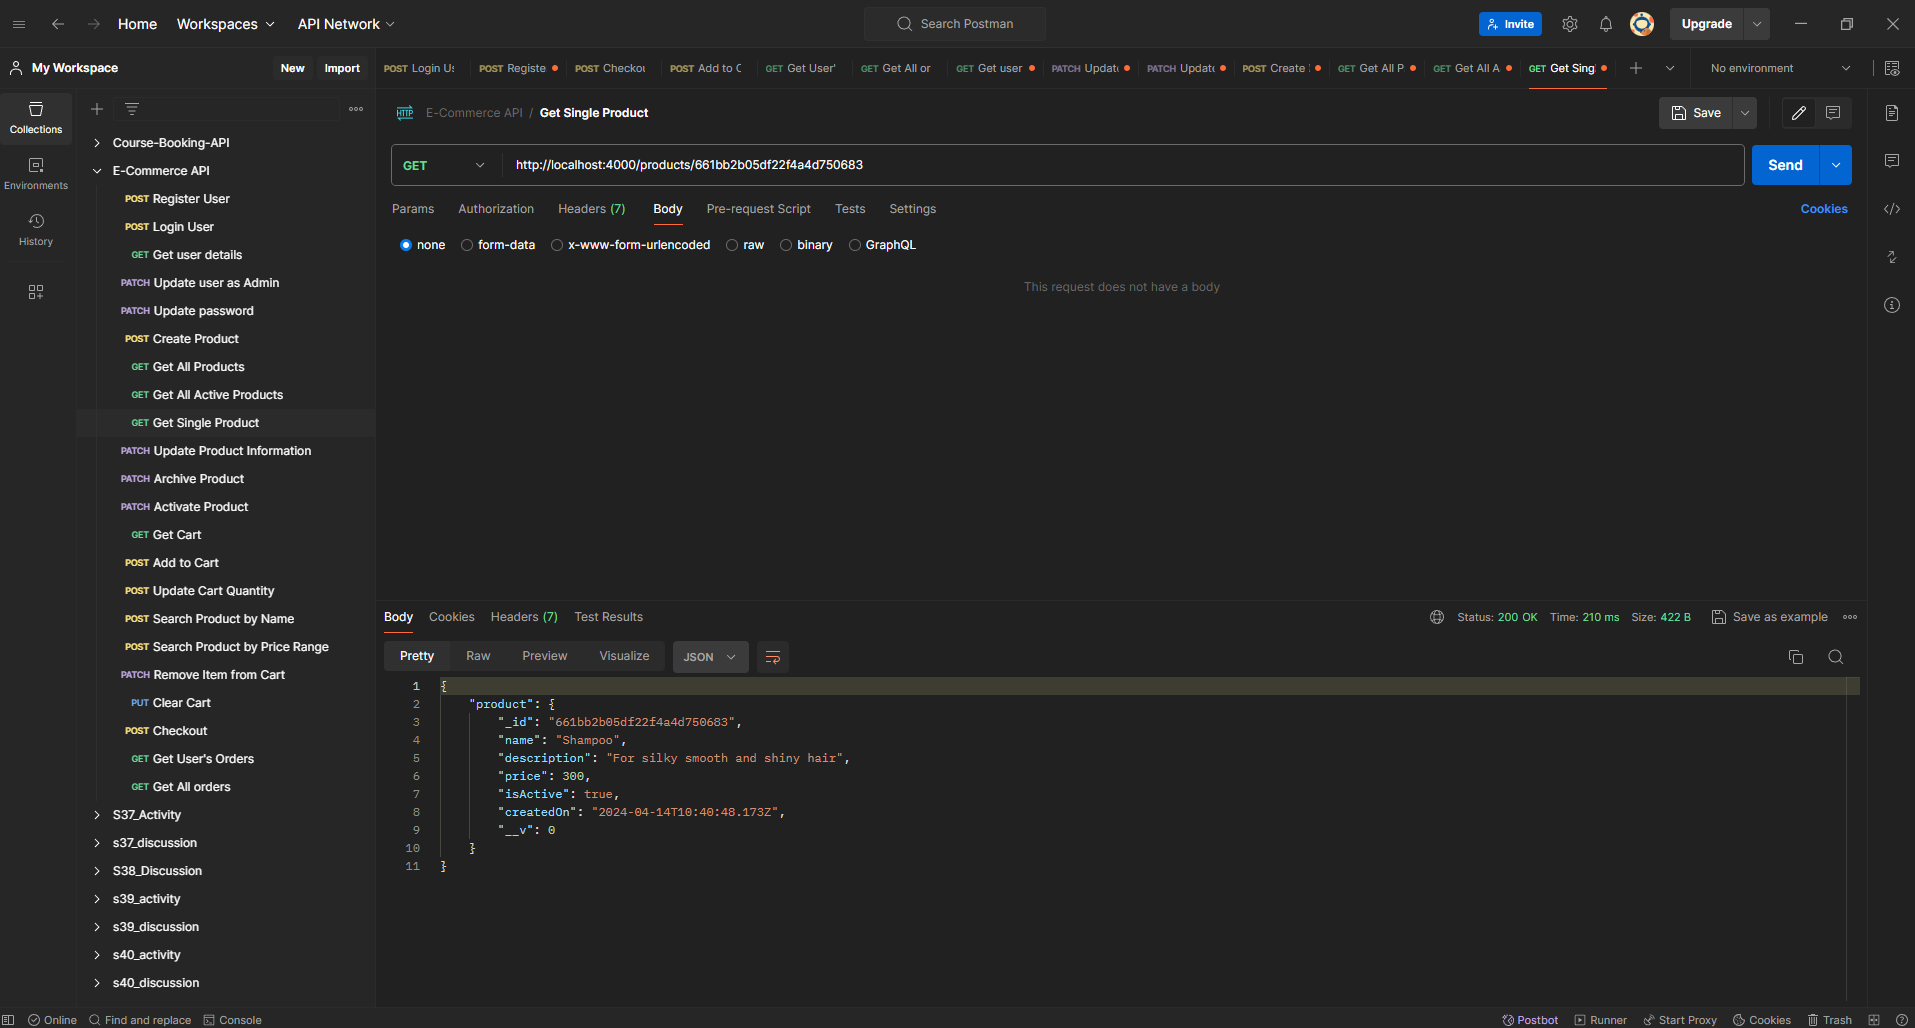 Home Workspaces API Network Search Postman Invite Upgrade
My Workspace New Import POST Login Us POST Registe POST Checkou POST Add to C GET Get User' GET Get All or GET Get user PATCH Update PATCH Update POST Create GET Get All P GET Get All A GET Get Sing No environment
Collections
Environments
History
Course-Booking-API
E-Commerce API
POST Register User
POST Login User
GET Get user details
PATCH Update user as Admin
PATCH Update password
POST Create Product
GET Get All Products
GET Get All Active Products
GET Get Single Product
PATCH Update Product Information
PATCH Archive Product
PATCH Activate Product
GET Get Cart
POST Add to Cart
POST Update Cart Quantity
POST Search Product by Name
POST Search Product by Price Range
PATCH Remove Item from Cart
PUT Clear Cart
POST Checkout
GET Get User's Orders
GET Get All orders
S37_Activity
s37_discussion
S38_Discussion
s39_activity
s39_discussion
s40_activity
s40_discussion
HTTP E-Commerce API / Get Single Product Save
GET http://localhost:4000/products/661bb2b05df22f4a4d750683 Send
Params Authorization Headers (7) Body Pre-request Script Tests Settings Cookies
none form-data x-www-form-urlencoded raw binary GraphQL
This request does not have a body
Body Cookies Headers (7) Test Results Status: 200 OK Time: 210 ms Size: 422 B Save as example
Pretty Raw Preview Visualize JSON
1 {
2 "product": {
3 "_id": "661bb2b05df22f4a4d750683",
4 "name": "Shampoo",
5 "description": "For silky smooth and shiny hair",
6 "price": 300,
7 "isActive": true,
8 "createdOn": "2024-04-14T10:40:48.173Z",
9 "__v": 0
10 }
11 }
Online Find and replace Console Postbot Runner Start Proxy Cookies Trash